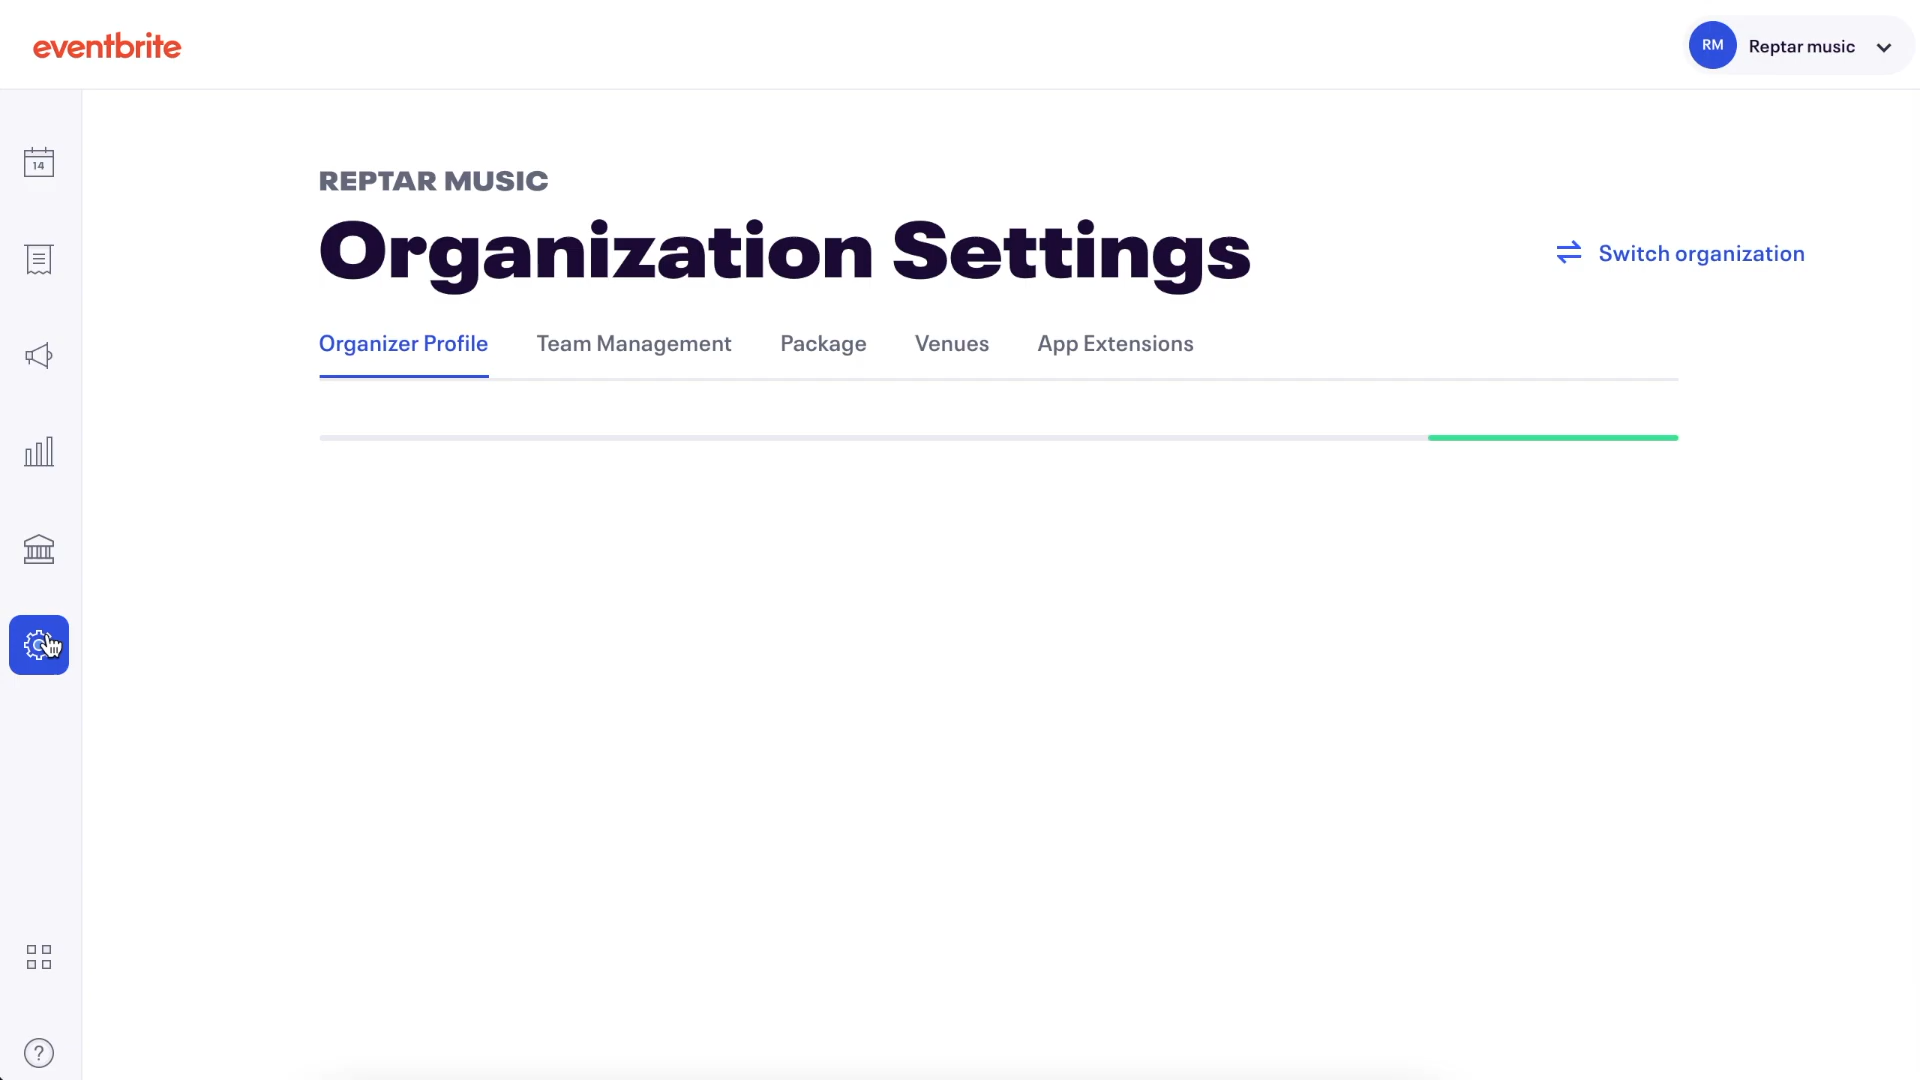 eventbrite
RM Reptar music
14
REPTAR MUSIC
Organization Settings
Switch organization
Organizer Profile Team Management Package Venues App Extensions
?